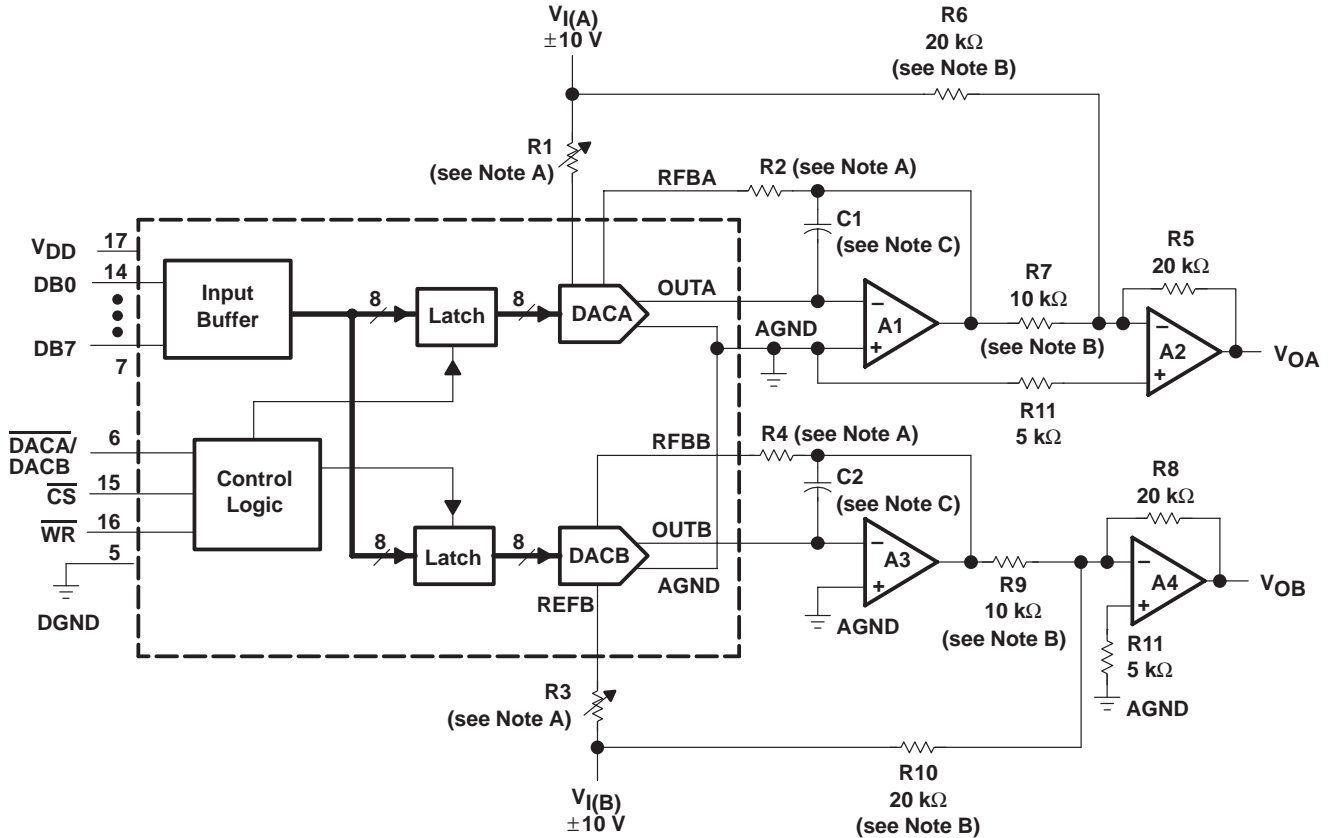 VI(A)
±10 V
R6
20 kΩ
(see Note B)
R1
(see Note A)
RFBA
R2 (see Note A)
C1
(see Note C)
R5
20 kΩ
VDD
17
DB0
14
DB7
7
Input
Buffer
8
Latch
8
DACA
OUTA
AGND
−
+
A1
R7
10 kΩ
(see Note B)
−
+
A2
VOA
R11
5 kΩ
DACA/
DACB
6
CS
15
WR
16
5
DGND
Control
Logic
RFBB
R4 (see Note A)
C2
(see Note C)
R8
20 kΩ
8
Latch
8
DACB
OUTB
AGND
REFB
−
+
A3
AGND
R9
10 kΩ
(see Note B)
−
+
A4
VOB
R11
5 kΩ
AGND
R3
(see Note A)
R10
20 kΩ
(see Note B)
VI(B)
±10 V